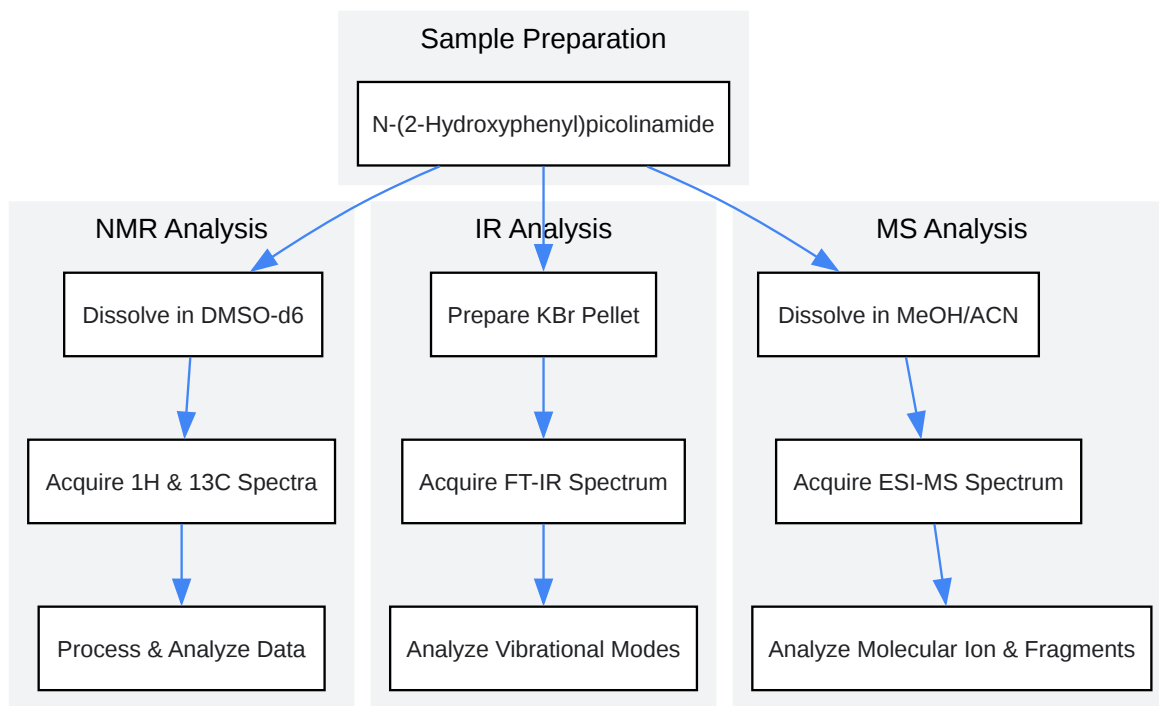 Sample Preparation
N-(2-Hydroxyphenyl)picolinamide
NMR Analysis
IR Analysis
MS Analysis
Dissolve in DMSO-d6
Prepare KBr Pellet
Dissolve in MeOH/ACN
Acquire 1H & 13C Spectra
Acquire FT-IR Spectrum
Acquire ESI-MS Spectrum
Process & Analyze Data
Analyze Vibrational Modes
Analyze Molecular Ion & Fragments